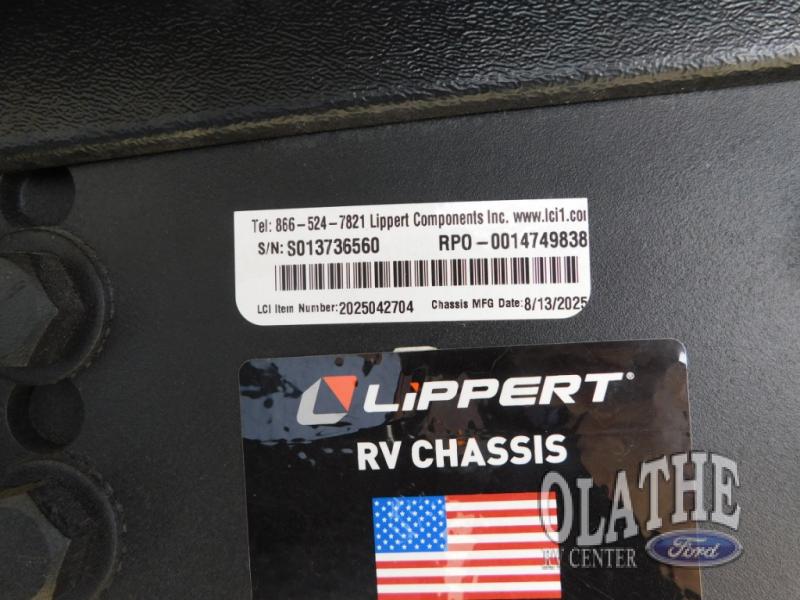 Tel: 866-524-7821 Lippert Components Inc. www.lci1.com
S/N: S013736560 RPO-0014749838
LCI Item Number:2025042704 Chassis MFG Date:8/13/2025
LiPPERT
RV CHASSIS
OLATHE
RV CENTER Ford